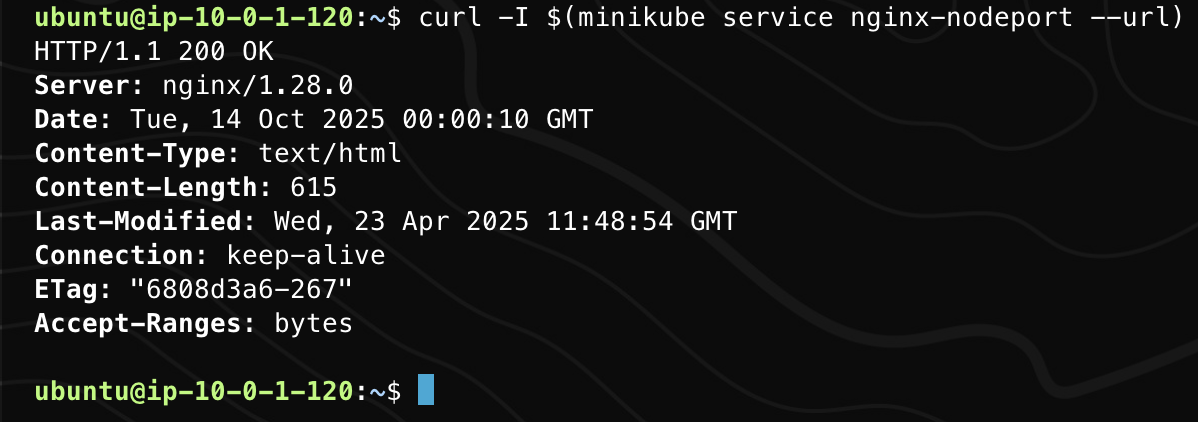 ubuntu@ip-10-0-1-120:~$ curl -I $(minikube service nginx-nodeport --url)
HTTP/1.1 200 OK
Server: nginx/1.28.0
Date: Tue, 14 Oct 2025 00:00:10 GMT
Content-Type: text/html
Content-Length: 615
Last-Modified: Wed, 23 Apr 2025 11:48:54 GMT
Connection: keep-alive
ETag: "6808d3a6-267"
Accept-Ranges: bytes
ubuntu@ip-10-0-1-120:~$